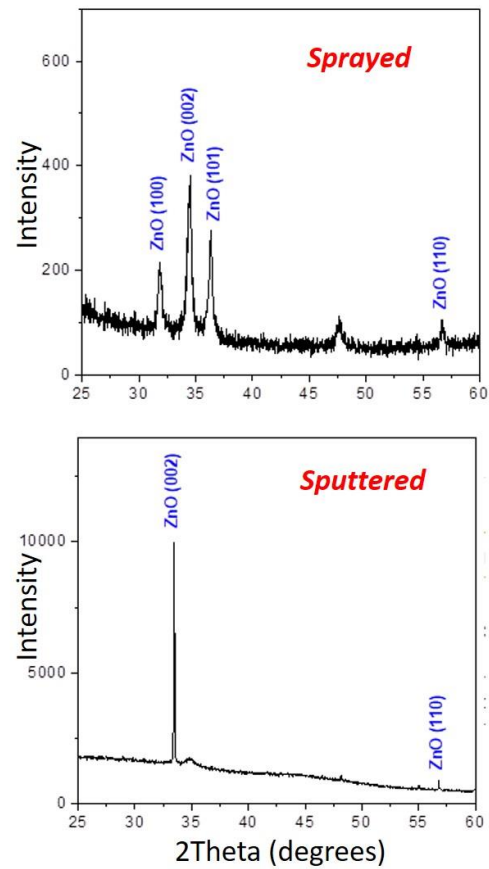 Sprayed
Intensity
600
400
200
0
ZnO (100)
ZnO (002)
ZnO (101)
ZnO (110)
25 30 35 40 45 50 55 60
Sputtered
Intensity
10000
5000
0
ZnO (002)
ZnO (110)
25 30 35 40 45 50 55 60
2Theta (degrees)